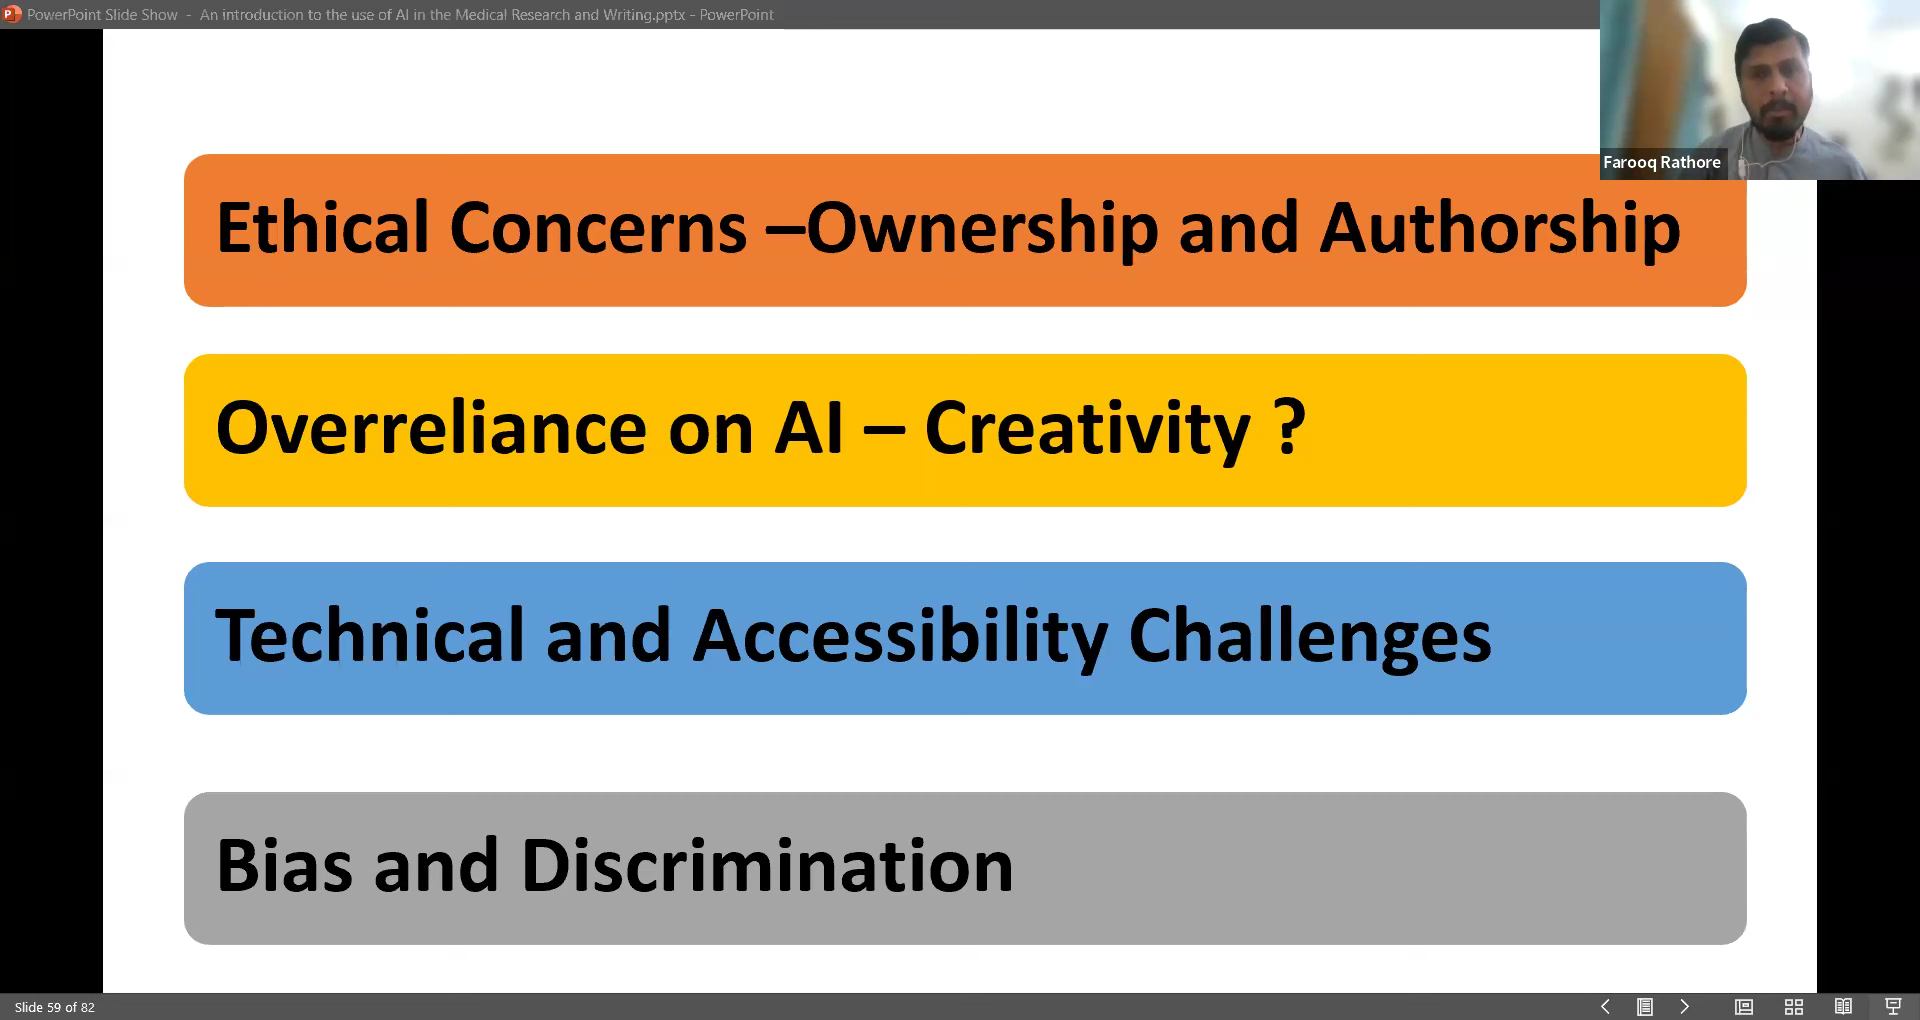 PowerPoint Slide Show - An introduction to the use of AI in the Medical Research and Writing.pptx - PowerPoint
Farooq Rathore
Ethical Concerns –Ownership and Authorship
Overreliance on AI – Creativity ?
Technical and Accessibility Challenges
Bias and Discrimination
Slide 59 of 82